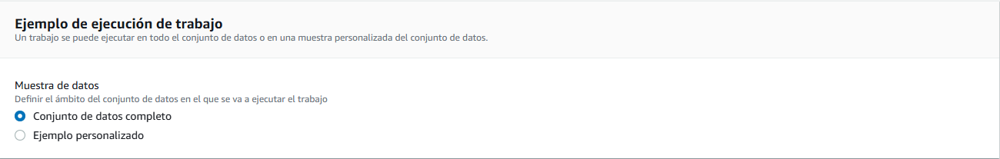 Ejemplo de ejecución de trabajo
Un trabajo se puede ejecutar en todo el conjunto de datos o en una muestra personalizada del conjunto de datos.
Muestra de datos
Definir el ámbito del conjunto de datos en el que se va a ejecutar el trabajo
Conjunto de datos completo
Ejemplo personalizado